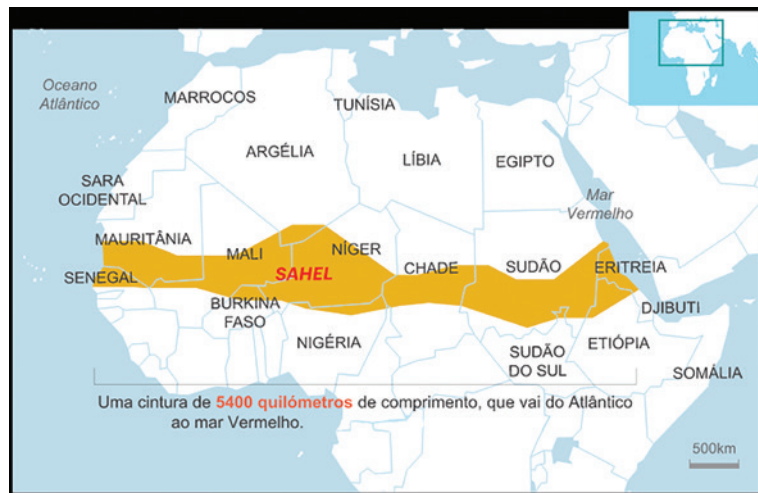 Oceano
Atlântico
MARROCOS
TUNÍSIA
ARGÉLIA
LÍBIA
EGIPTO
SARA
OCIDENTAL
Mar
Vermelho
MAURITÂNIA
MALI
NÍGER
CHADE
SUDÃO
ERITREIA
SENEGAL
SAHEL
BURKINA
FASO
DJIBUTI
NIGÉRIA
SUDÃO
DO SUL
ETIÓPIA
SOMÁLIA
Uma cintura de 5400 quilómetros de comprimento, que vai do Atlântico
ao mar Vermelho.
500km